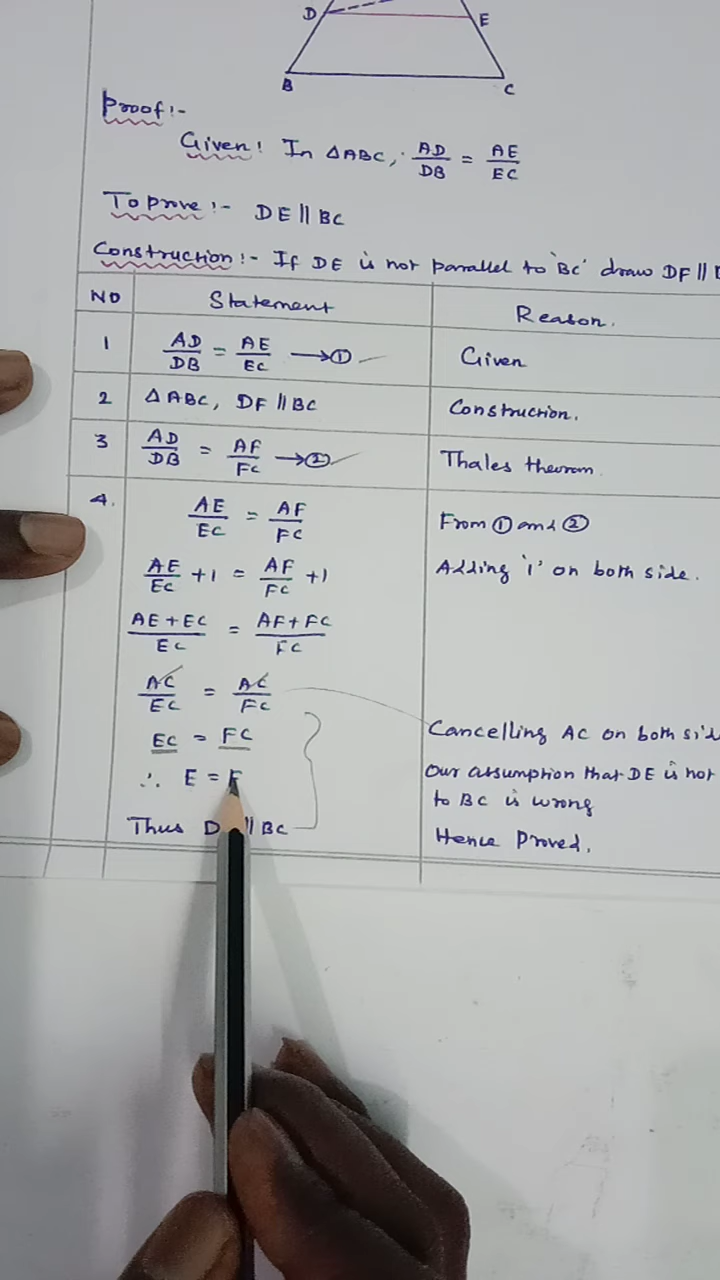 D E
B C
Proof :-
Given : In △ABC, AD/DB = AE/EC
To prove :- DE || BC
Construction :- If DE is not parallel to 'BC' draw DF ||
NO Statement Reason.
1 AD/DB = AE/EC → ① Given
2 △ABC, DF || BC Construction.
3 AD/DB = AF/FC → ② Thales theorem
4. AE/EC = AF/FC From ① and ②
AE/EC + 1 = AF/FC + 1 Adding '1' on both side.
AE + EC/EC = AF + FC/FC
AC/EC = AC/FC
EC = FC Cancelling AC on both
∴ E = F Our assumption that DE is not
to BC is wrong
Thus D || BC Hence Proved.